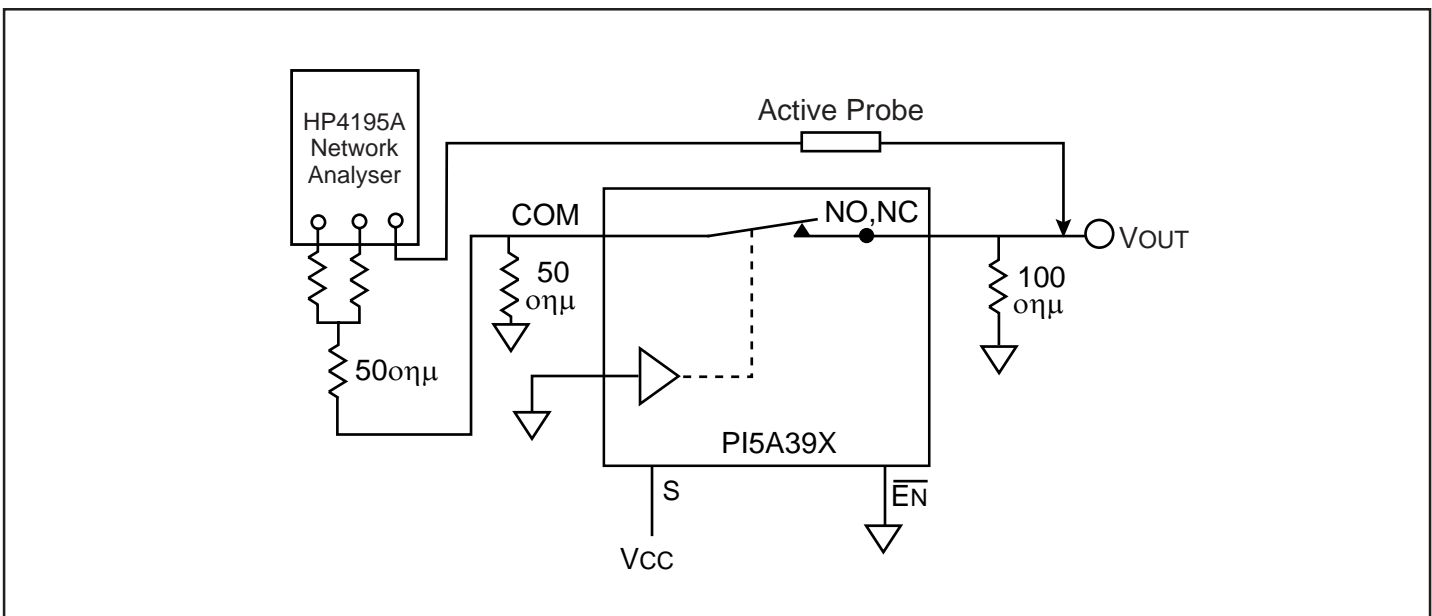 HP4195A
Network
Analyser
Active Probe
COM
NO,NC
VOUT
50
οημ
100
οημ
50οημ
PI5A39X
S
EN
VCC